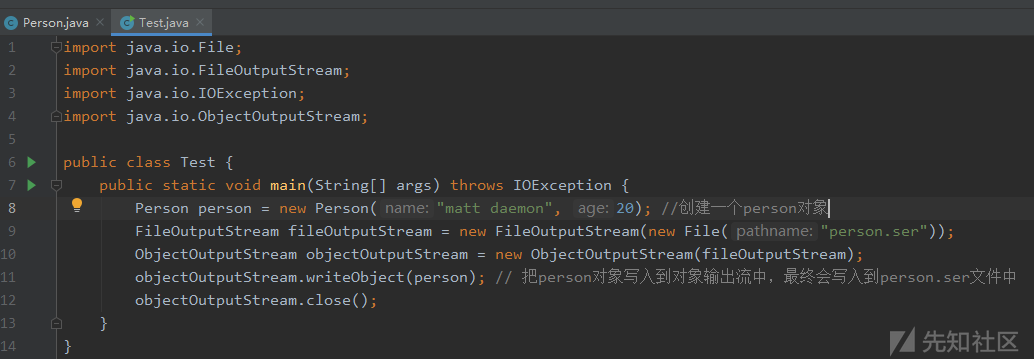 Person.java × Test.java ×
1 import java.io.File;
2 import java.io.FileOutputStream;
3 import java.io.IOException;
4 import java.io.ObjectOutputStream;
5
6 public class Test {
7 public static void main(String[] args) throws IOException {
8 Person person = new Person( name: "matt daemon", age: 20); //创建一个person对象
9 FileOutputStream fileOutputStream = new FileOutputStream(new File( pathname: "person.ser"));
10 ObjectOutputStream objectOutputStream = new ObjectOutputStream(fileOutputStream);
11 objectOutputStream.writeObject(person); // 把person对象写入到对象输出流中，最终会写入到person.ser文件中
12 objectOutputStream.close();
13 }
14 }
先知社区